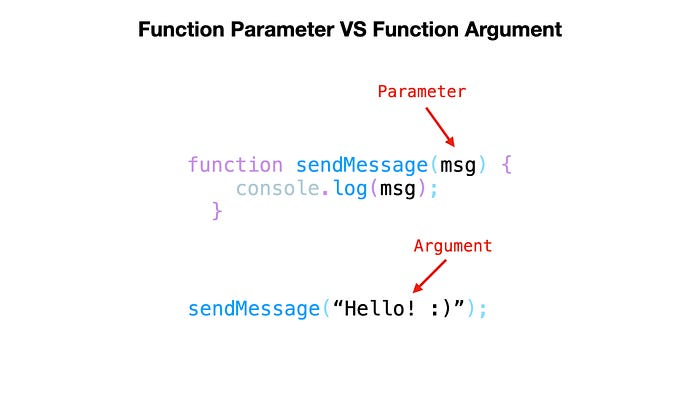 Function Parameter VS Function Argument
Parameter
function sendMessage(msg) {
console.log(msg);
}
Argument
sendMessage(“Hello! :)”);